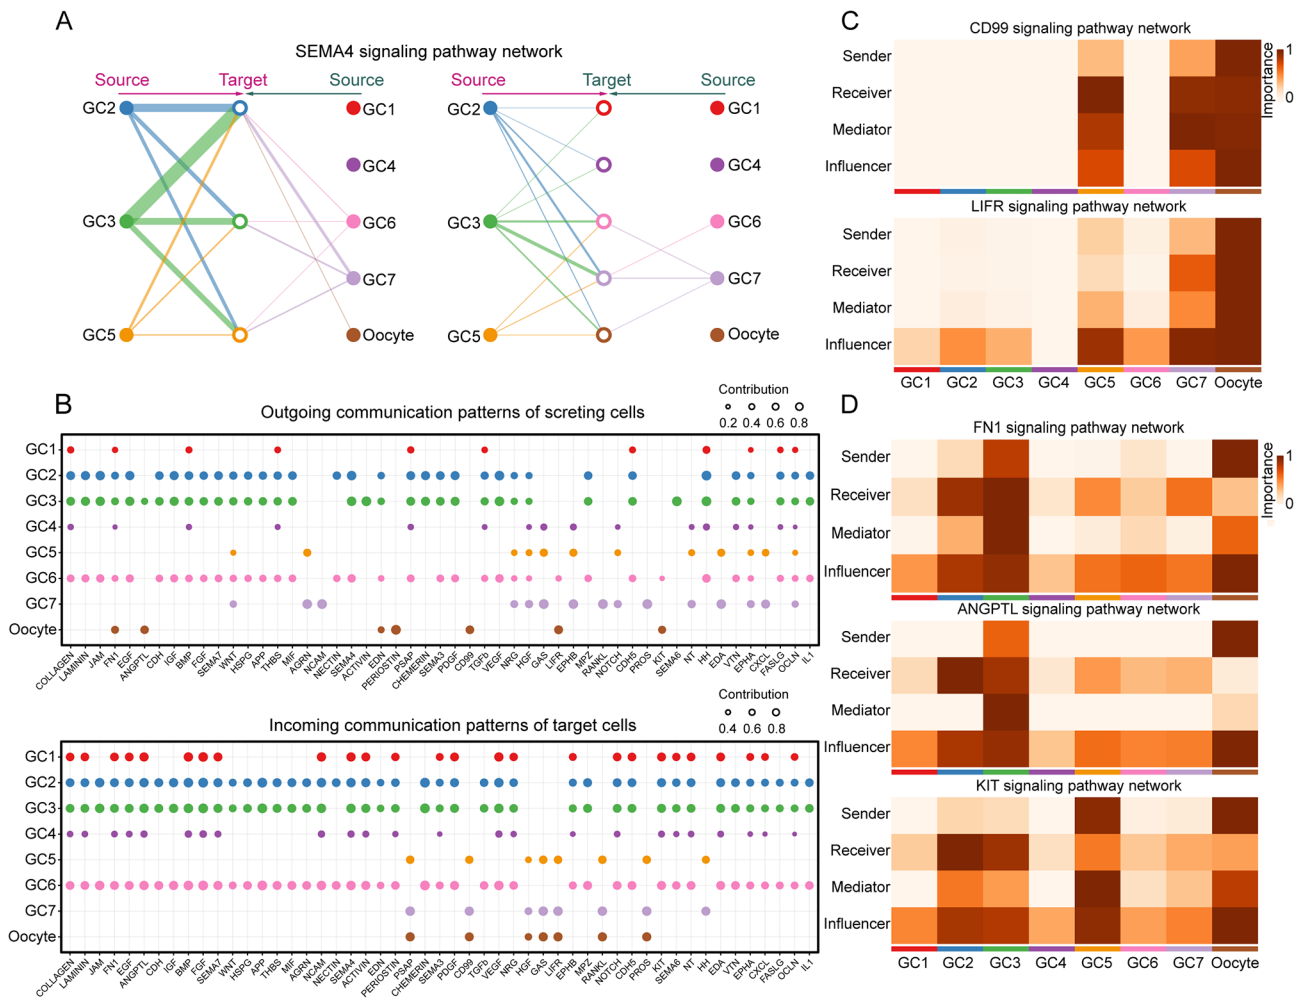 A
SEMA4 signaling pathway network
Source Target Source
GC2 GC1
GC4
GC3 GC6
GC7
GC5 Oocyte
Source Target Source
GC2 GC1
GC4
GC3 GC6
GC7
GC5 Oocyte
B
Contribution
0.2 0.4 0.6 0.8
Outgoing communication patterns of screting cells
GC1
GC2
GC3
GC4
GC5
GC6
GC7
Oocyte
COLLAGEN LAMININ JAM FN1 EGF ANGPTL CDH IGF BMP FGF SEMA7 WNT HSPG APP THBS MIF AGRN NCAM NECTIN SEMA4 ACTIVIN EDN PERIOSTIN EPSAP CHEMERIN SEMA3 PDGF CD99 TGFb VEGF NRG HGF GAS LIFR EPHB MPZ RANKL NOTCH CDH5 PROS KIT SEMA6 NT HH EDA VTN EPHA CXCL FASLG OCLN IL1
Contribution
0.4 0.6 0.8
Incoming communication patterns of target cells
GC1
GC2
GC3
GC4
GC5
GC6
GC7
Oocyte
COLLAGEN LAMININ JAM FN1 EGF ANGPTL CDH IGF BMP FGF SEMA7 WNT HSPG APP THBS MIF AGRN NCAM NECTIN SEMA4 ACTIVIN EDN PERIOSTIN PSAP CHEMERIN SEMA3 PDGF CD99 TGFb VEGF NRG HGF GAS LIFR EPHB MPZ RANKL NOTCH CDH5 PROS KIT SEMA6 NT HH EDA VTN EPHA CXCL FASLG OCLN IL1
C
CD99 signaling pathway network
Sender
Receiver
Mediator
Influencer
Importance
1
0
LIFR signaling pathway network
Sender
Receiver
Mediator
Influencer
GC1 GC2 GC3 GC4 GC5 GC6 GC7 Oocyte
D
FN1 signaling pathway network
Sender
Receiver
Mediator
Influencer
Importance
1
0
ANGPTL signaling pathway network
Sender
Receiver
Mediator
Influencer
KIT signaling pathway network
Sender
Receiver
Mediator
Influencer
GC1 GC2 GC3 GC4 GC5 GC6 GC7 Oocyte